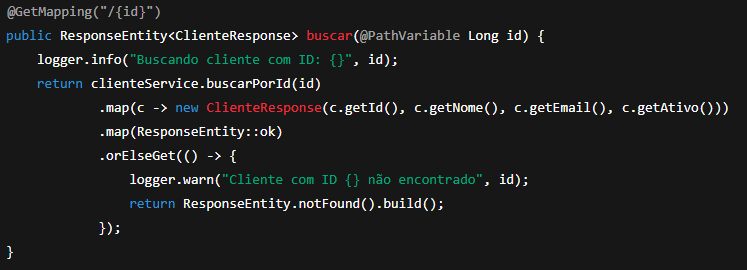 @GetMapping("/{id}")
public ResponseEntity<ClienteResponse> buscar(@PathVariable Long id) {
    logger.info("Buscando cliente com ID: {}", id);
    return clienteService.buscarPorId(id)
            .map(c -> new ClienteResponse(c.getId(), c.getNome(), c.getEmail(), c.getAtivo()))
            .map(ResponseEntity::ok)
            .orElseGet(() -> {
                logger.warn("Cliente com ID {} não encontrado", id);
                return ResponseEntity.notFound().build();
            });
}